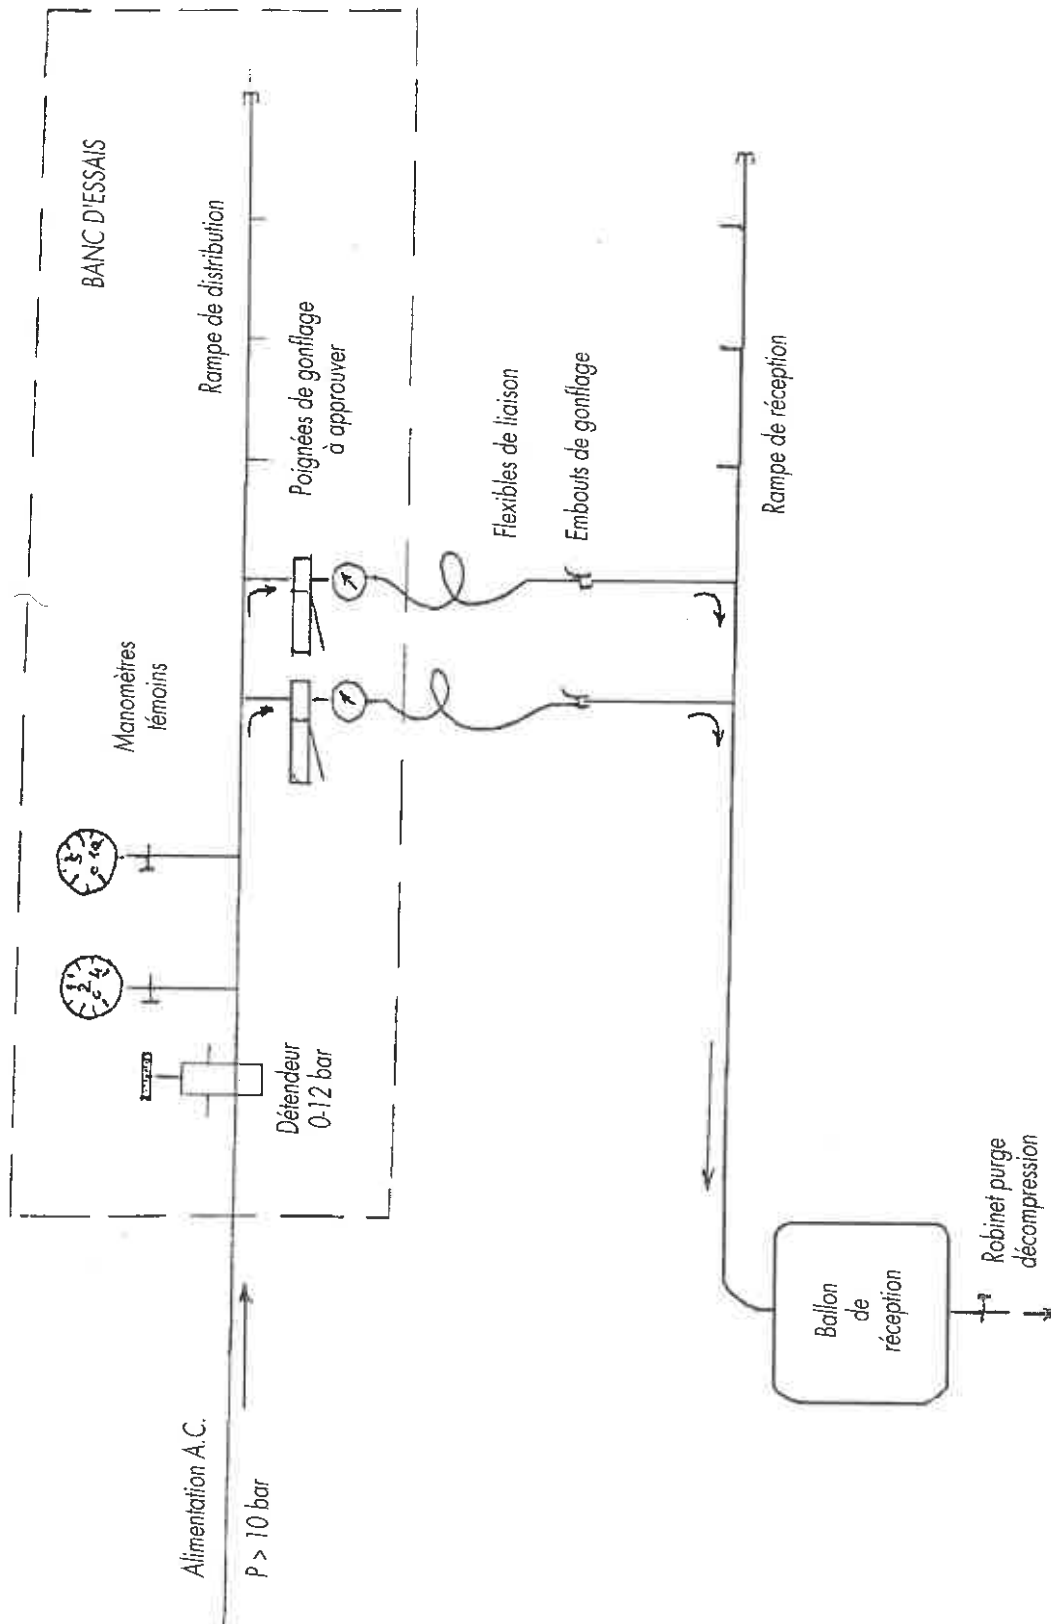 BANC D'ESSAIS
Rampe de distribution
Poignées de gonflage
à approuver
Manomètres
témoins
Détendeur
0-12 bar
Alimentation A.C.
P > 10 bar
Flexibles de liaison
Embouts de gonflage
Rampe de réception
Ballon
de
réception
Robinet purge
décompression